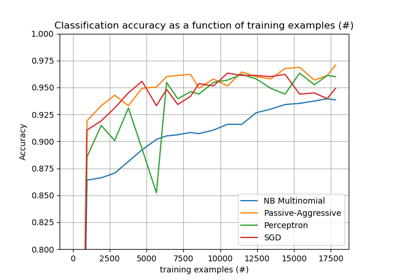 Classification accuracy as a function of training examples (#)
1.000
0.975
0.950
0.925
0.900
0.875
0.850
0.825
0.800
Accuracy
NB Multinomial
Passive-Aggressive
Perceptron
SGD
0 2500 5000 7500 10000 12500 15000 17500
training examples (#)